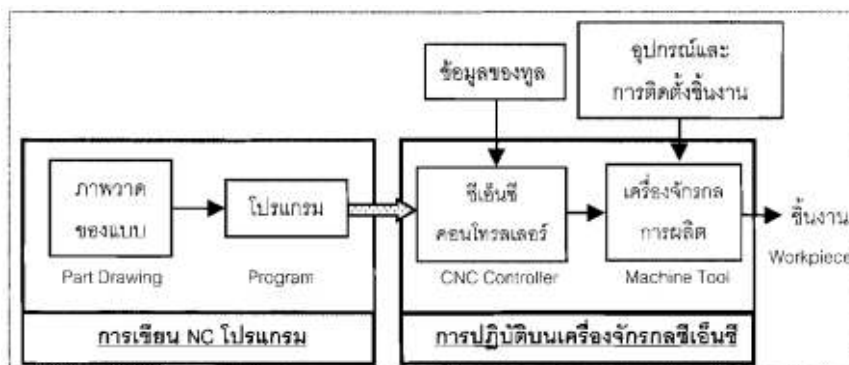 อุปกรณ์และ
การติดตั้งชิ้นงาน
ข้อมูลของทูล
ภาพวาด
ของแบบ
โปรแกรม
ซีเอ็นซี
คอนโทรลเลอร์
เครื่องจักรกล
การผลิต
ชิ้นงาน
Part Drawing
Program
CNC Controller
Machine Tool
Workpiece
การเขียน NC โปรแกรม
การปฏิบัติบนเครื่องจักรกลซีเอ็นซี